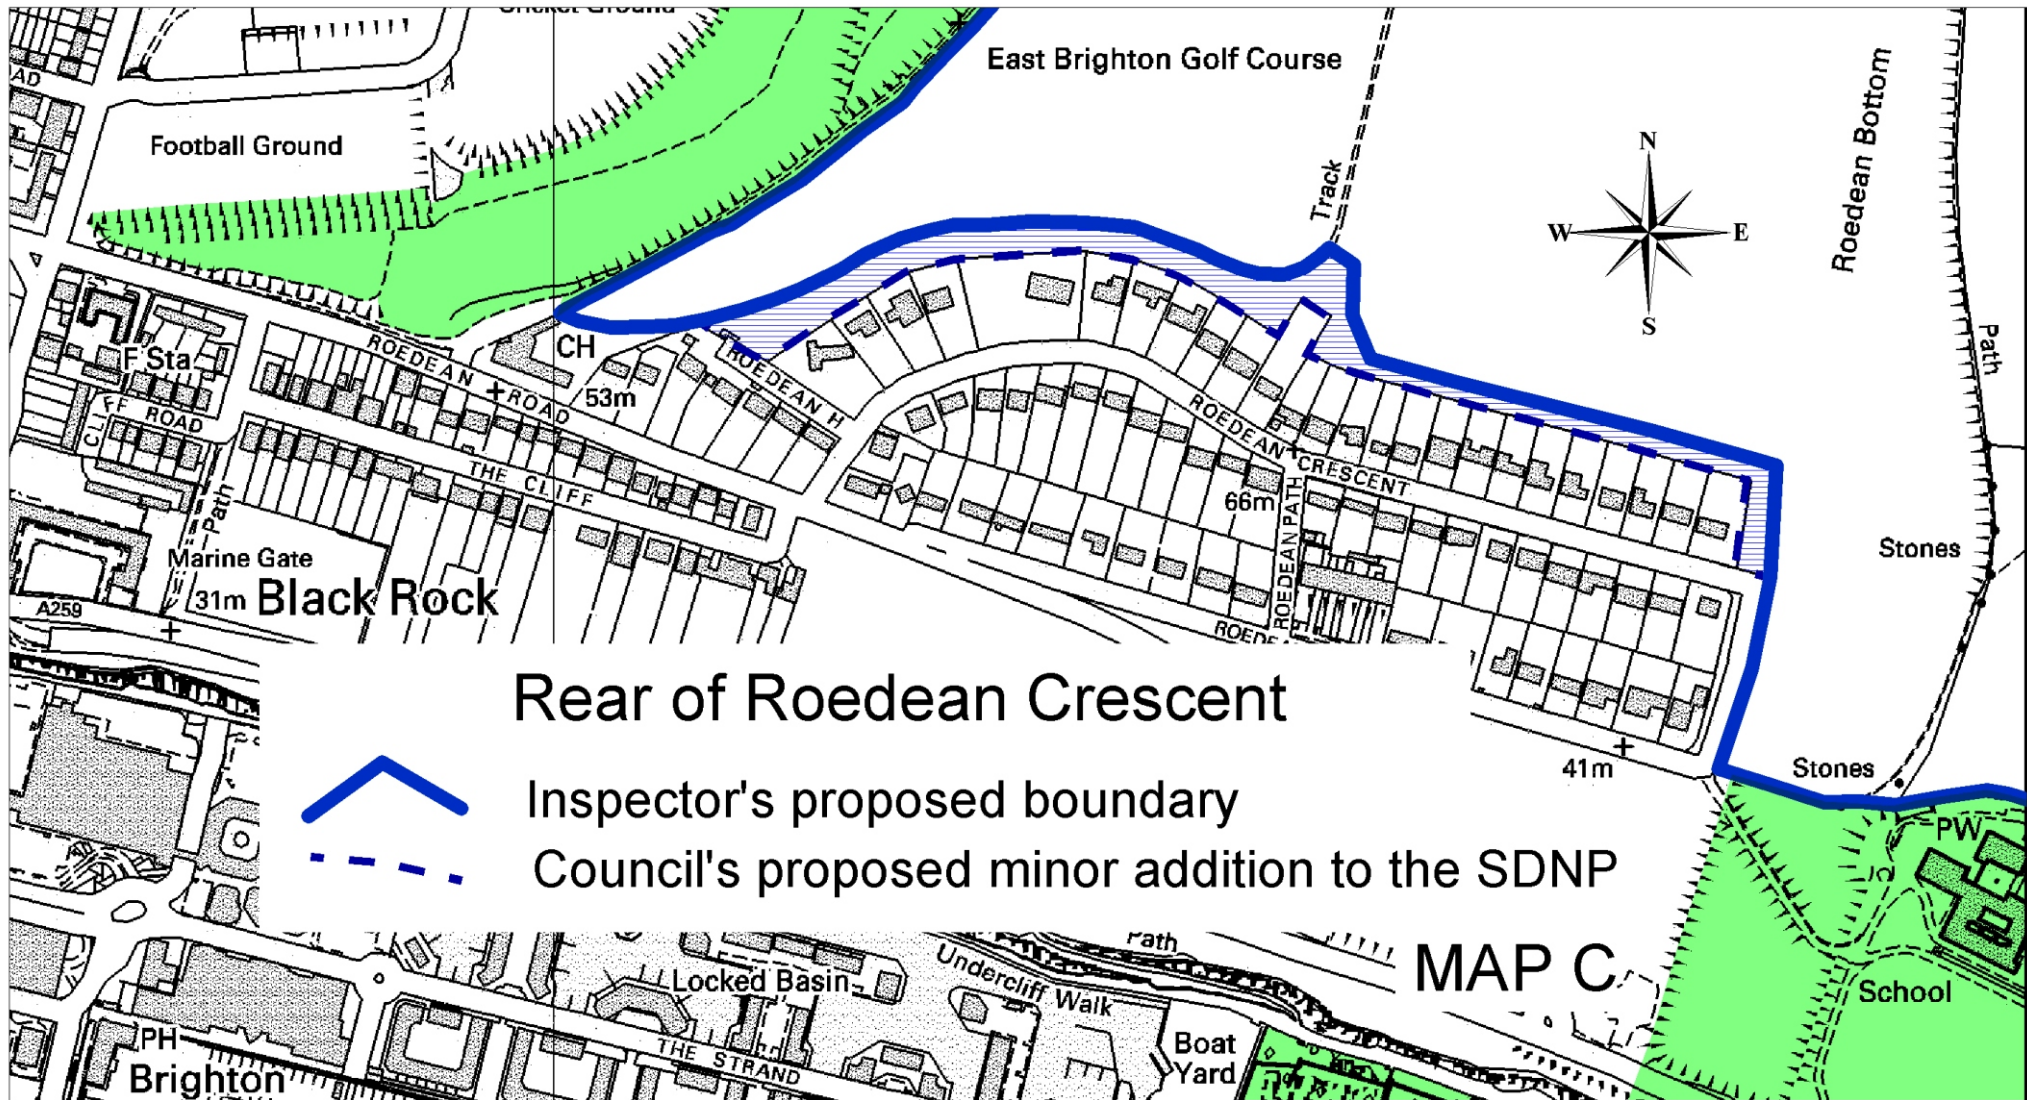 East Brighton Golf Course
Football Ground
Track
Roedean Bottom
N
W
E
S
Path
F Sta
CH
53m
ROEDEAN ROAD
ROEDEAN H
CLIFF ROAD
THE CLIFF
ROEDEAN CRESCENT
66m
ROEDEAN PATH
Path
Marine Gate
31m
Black Rock
A259
Stones
Rear of Roedean Crescent
Inspector's proposed boundary
Council's proposed minor addition to the SDNP
41m
Stones
PW
MAP C
School
Path
Undercliff Walk
Locked Basin
Boat
Yard
PH
THE STRAND
Brighton